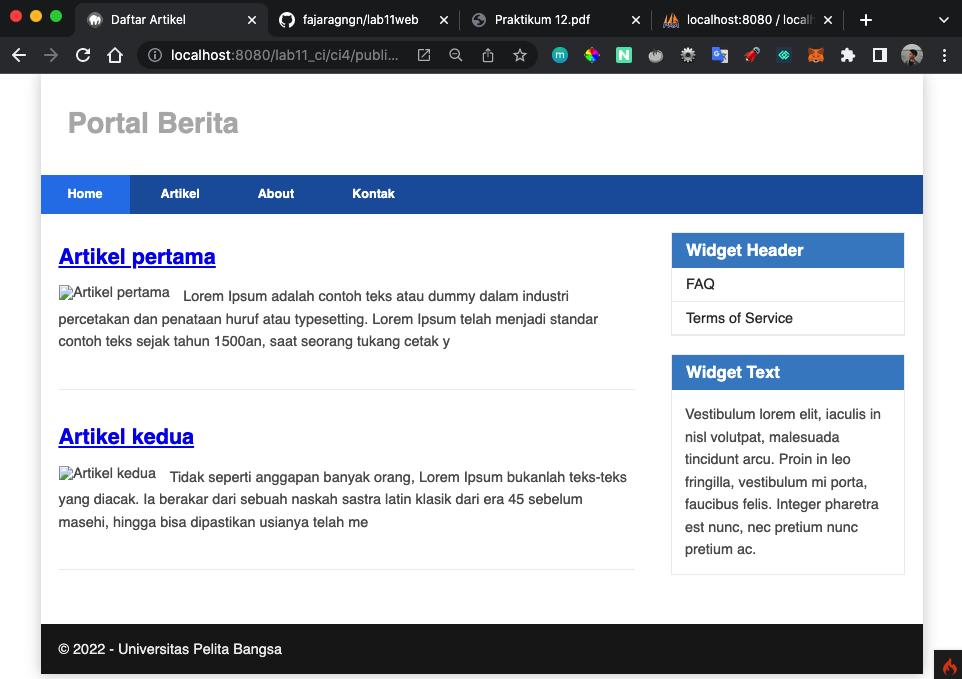 Daftar Artikel
fajaragngn/lab11web
Praktikum 12.pdf
localhost:8080 / local
localhost:8080/lab11_ci/ci4/publi...
Portal Berita
Home Artikel About Kontak
Artikel pertama
Artikel pertama Lorem Ipsum adalah contoh teks atau dummy dalam industri
percetakan dan penataan huruf atau typesetting. Lorem Ipsum telah menjadi standar
contoh teks sejak tahun 1500an, saat seorang tukang cetak y
Artikel kedua
Artikel kedua Tidak seperti anggapan banyak orang, Lorem Ipsum bukanlah teks-teks
yang diacak. Ia berakar dari sebuah naskah sastra latin klasik dari era 45 sebelum
masehi, hingga bisa dipastikan usianya telah me
Widget Header
FAQ
Terms of Service
Widget Text
Vestibulum lorem elit, iaculis in
nisl volutpat, malesuada
tincidunt arcu. Proin in leo
fringilla, vestibulum mi porta,
faucibus felis. Integer pharetra
est nunc, nec pretium nunc
pretium ac.
© 2022 - Universitas Pelita Bangsa